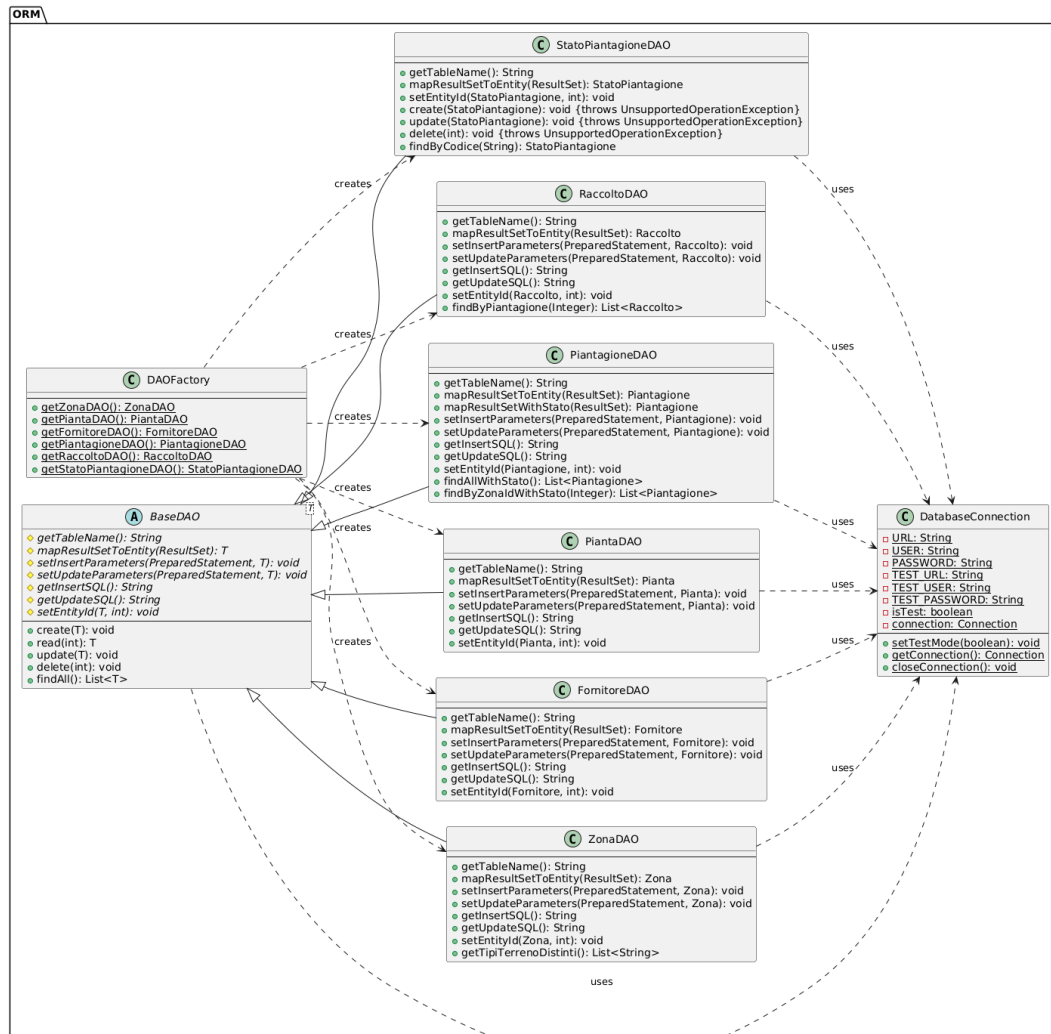 ORM
StatoPiantagioneDAO
getTableName(): String
mapResultSetToEntity(ResultSet): StatoPiantagione
setEntityId(StatoPiantagione, int): void
create(StatoPiantagione): void {throws UnsupportedOperationException}
update(StatoPiantagione): void {throws UnsupportedOperationException}
delete(int): void {throws UnsupportedOperationException}
findByCodice(String): StatoPiantagione
creates
uses
RaccoltoDAO
getTableName(): String
mapResultSetToEntity(ResultSet): Raccolto
setInsertParameters(PreparedStatement, Raccolto): void
setUpdateParameters(PreparedStatement, Raccolto): void
getInsertSQL(): String
getUpdateSQL(): String
setEntityId(Raccolto, int): void
findByPiantagione(Integer): List<Raccolto>
creates
uses
DAOFactory
getZonaDAO(): ZonaDAO
getPiantaDAO(): PiantaDAO
getFornitoreDAO(): FornitoreDAO
getPiantagioneDAO(): PiantagioneDAO
getRaccoltoDAO(): RaccoltoDAO
getStatoPiantagioneDAO(): StatoPiantagioneDAO
creates
PiantagioneDAO
getTableName(): String
mapResultSetToEntity(ResultSet): Piantagione
mapResultSetWithStato(ResultSet): Piantagione
setInsertParameters(PreparedStatement, Piantagione): void
setUpdateParameters(PreparedStatement, Piantagione): void
getInsertSQL(): String
getUpdateSQL(): String
setEntityId(Piantagione, int): void
findAllWithStato(): List<Piantagione>
findByZonaIdWithStato(Integer): List<Piantagione>
creates
uses
BaseDAO
T
getTableName(): String
mapResultSetToEntity(ResultSet): T
setInsertParameters(PreparedStatement, T): void
setUpdateParameters(PreparedStatement, T): void
getInsertSQL(): String
getUpdateSQL(): String
setEntityId(T, int): void
create(T): void
read(int): T
update(T): void
delete(int): void
findAll(): List<T>
creates
PiantaDAO
getTableName(): String
mapResultSetToEntity(ResultSet): Pianta
setInsertParameters(PreparedStatement, Pianta): void
setUpdateParameters(PreparedStatement, Pianta): void
getInsertSQL(): String
getUpdateSQL(): String
setEntityId(Pianta, int): void
uses
DatabaseConnection
URL: String
USER: String
PASSWORD: String
TEST_URL: String
TEST_USER: String
TEST_PASSWORD: String
isTest: boolean
connection: Connection
setTestMode(boolean): void
getConnection(): Connection
closeConnection(): void
creates
uses
FornitoreDAO
getTableName(): String
mapResultSetToEntity(ResultSet): Fornitore
setInsertParameters(PreparedStatement, Fornitore): void
setUpdateParameters(PreparedStatement, Fornitore): void
getInsertSQL(): String
getUpdateSQL(): String
setEntityId(Fornitore, int): void
uses
ZonaDAO
getTableName(): String
mapResultSetToEntity(ResultSet): Zona
setInsertParameters(PreparedStatement, Zona): void
setUpdateParameters(PreparedStatement, Zona): void
getInsertSQL(): String
getUpdateSQL(): String
setEntityId(Zona, int): void
getTipiTerrenoDistinti(): List<String>
uses